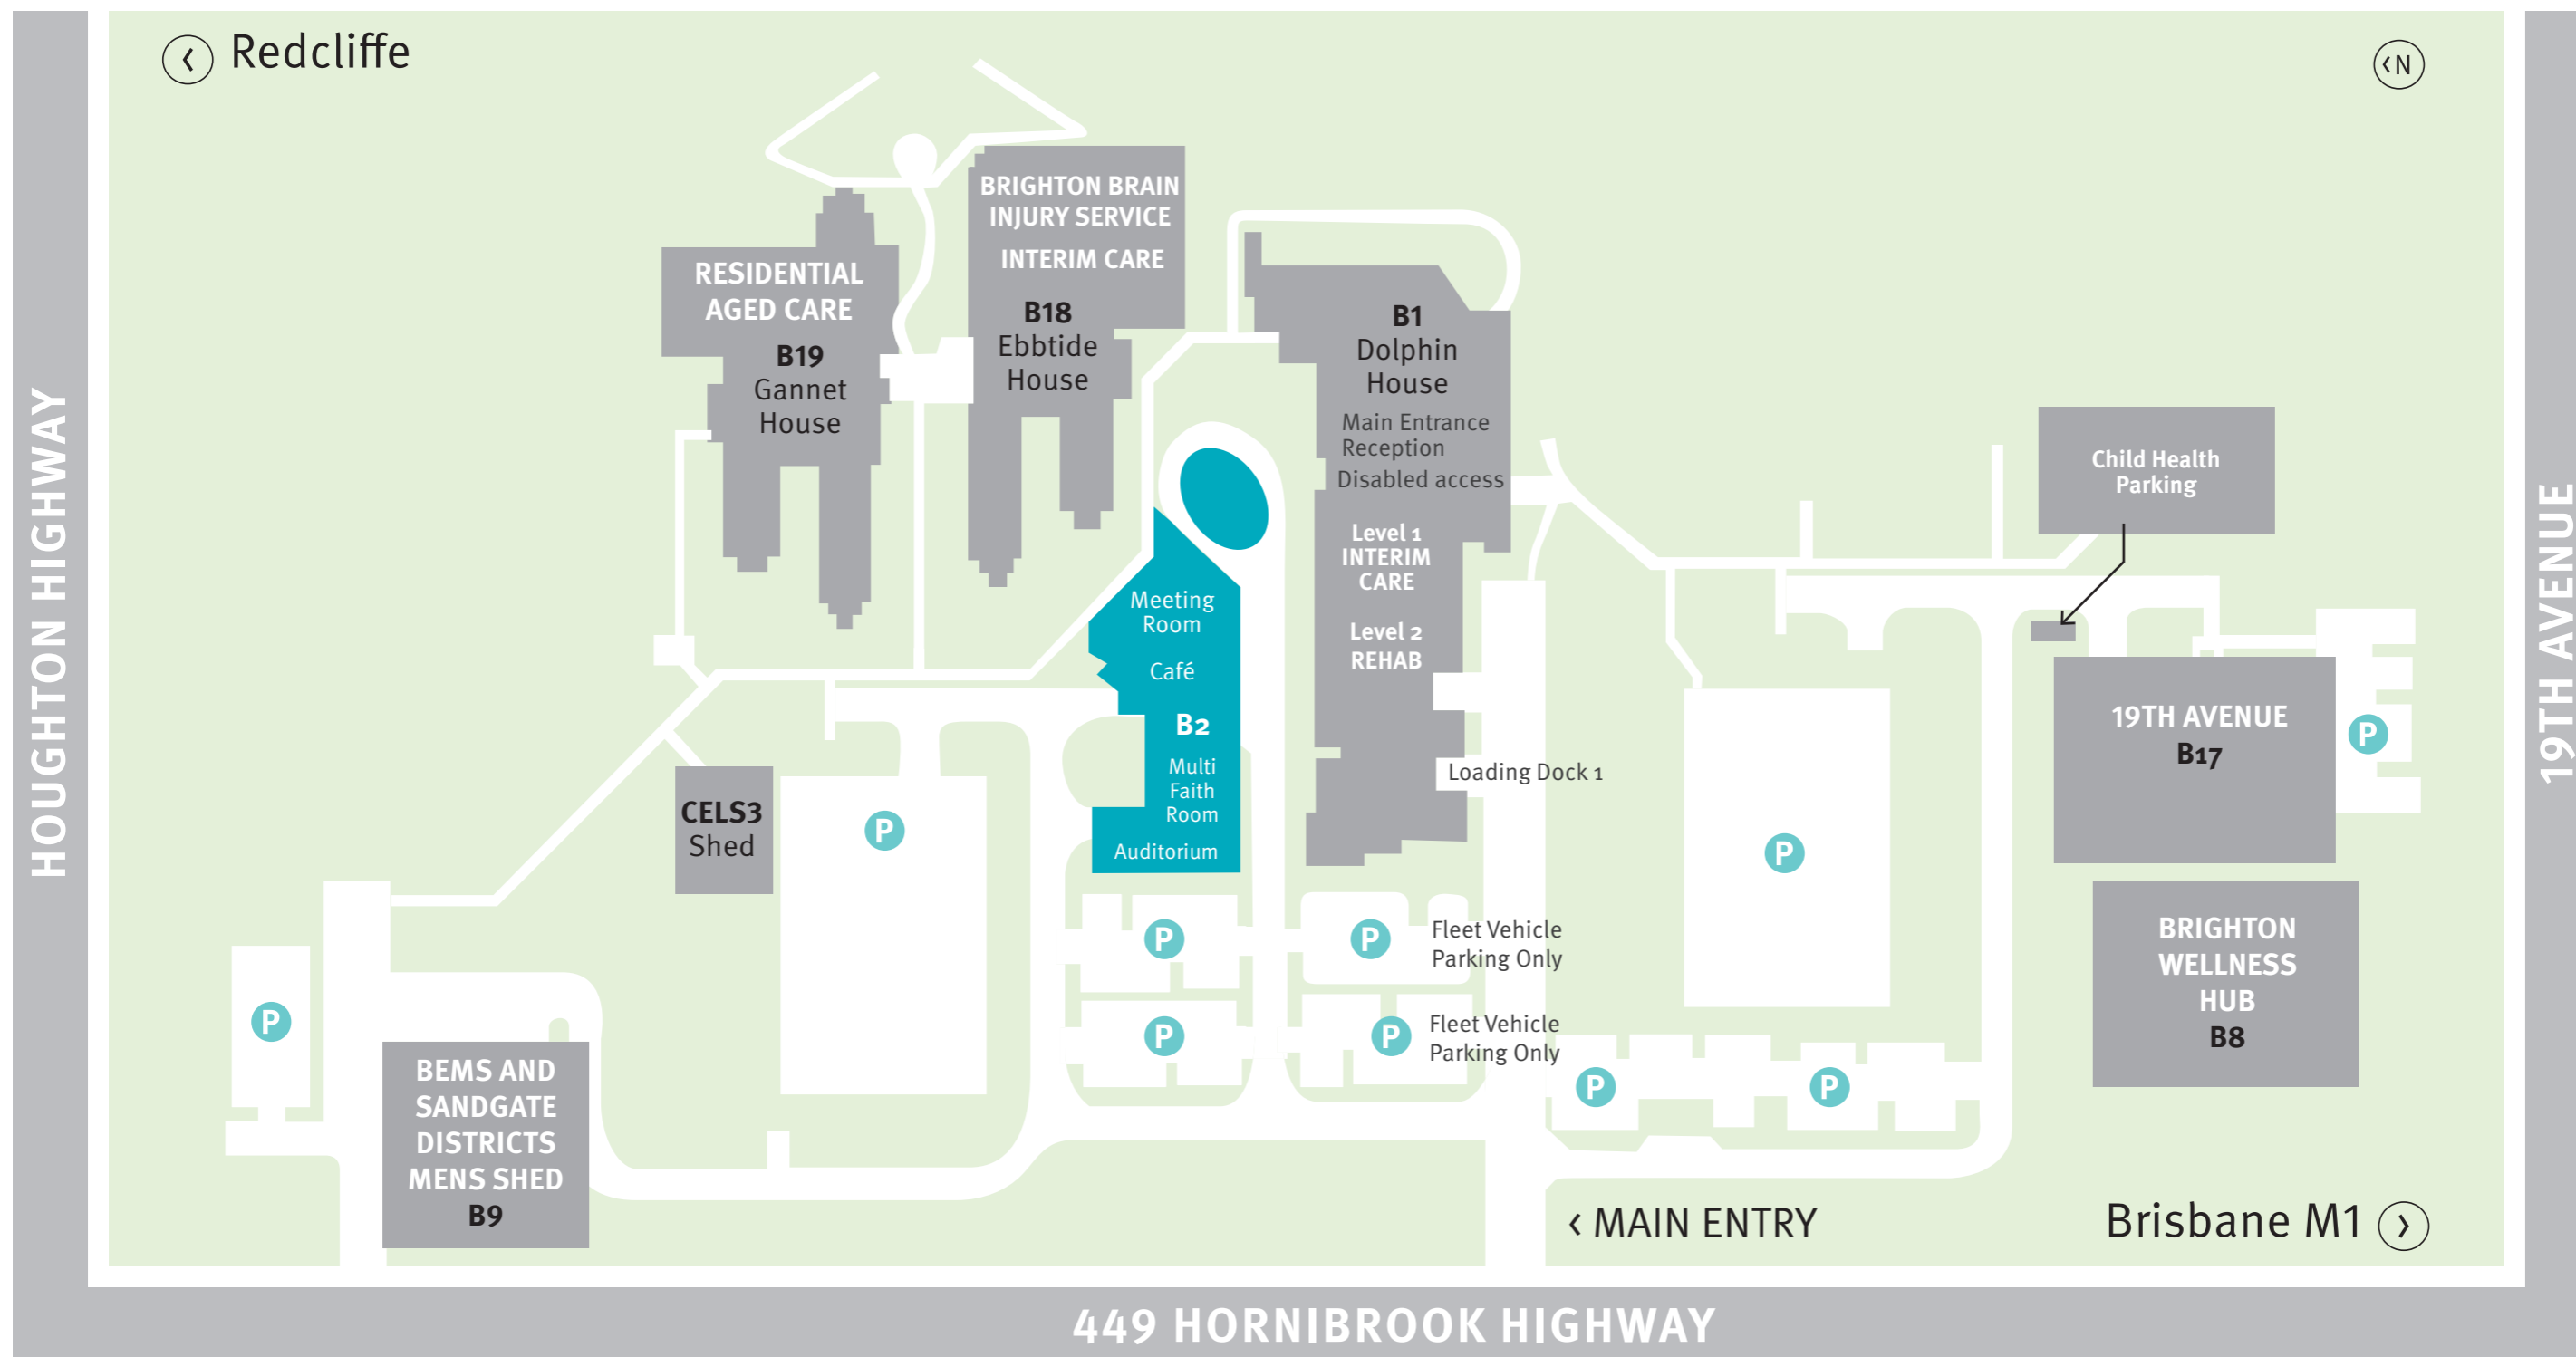 Redcliffe
<N
BRIGHTON BRAIN
INJURY SERVICE
INTERIM CARE
B18
Ebbtide
House
RESIDENTIAL
AGED CARE
B19
Gannet
House
B1
Dolphin
House
Main Entrance
Reception
Disabled access
Level 1
INTERIM
CARE
Level 2
REHAB
Child Health
Parking
HOUGHTON HIGHWAY
19TH AVENUE
Meeting
Room
Café
B2
Multi
Faith
Room
Auditorium
Loading Dock 1
19TH AVENUE
B17
P
CELS3
Shed
P
P
BRIGHTON
WELLNESS
HUB
B8
P
P
Fleet Vehicle
Parking Only
P
P
P
Fleet Vehicle
Parking Only
P
P
BEMS AND
SANDGATE
DISTRICTS
MENS SHED
B9
< MAIN ENTRY
Brisbane M1 >
449 HORNIBROOK HIGHWAY